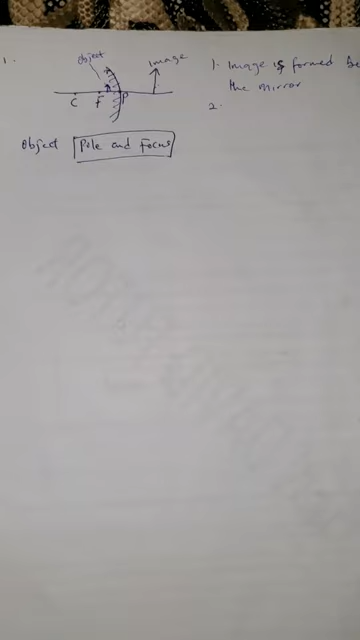 1.
Object
Image
C F P
Object Pole and Focus
1. Image is formed be
the mirror
2.